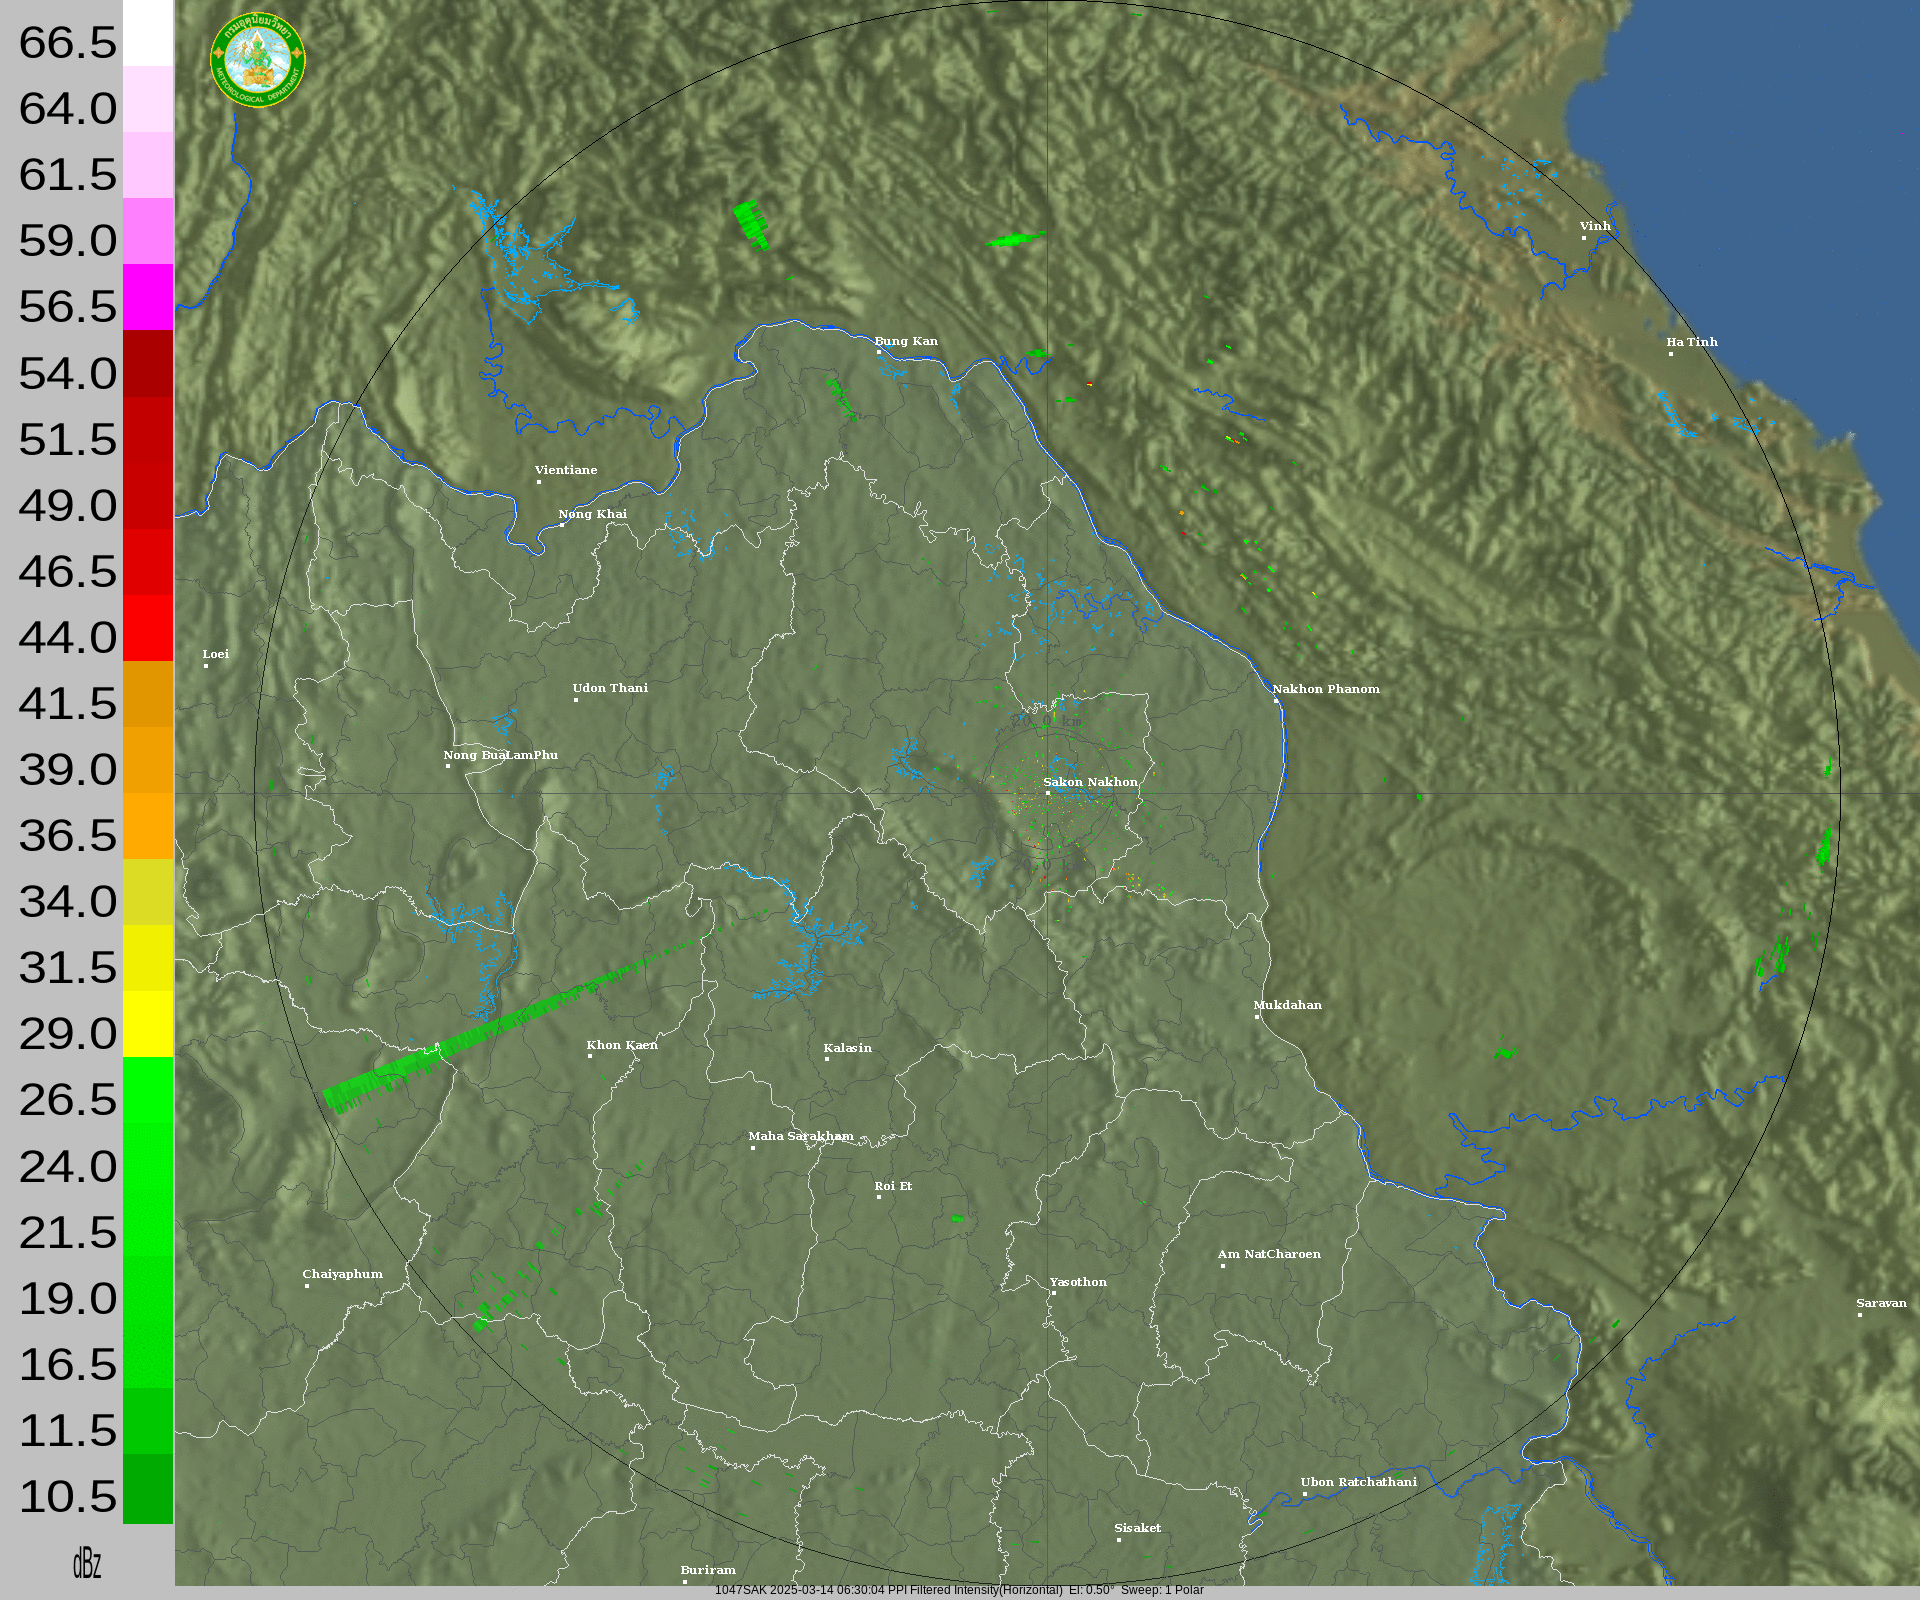 66.5
64.0
61.5
59.0
56.5
54.0
51.5
49.0
46.5
44.0
41.5
39.0
36.5
34.0
31.5
29.0
26.5
24.0
21.5
19.0
16.5
11.5
10.5
dBz
กรมอุตุนิยมวิทยา
METEOROLOGICAL DEPARTMENT
Vinh
Ha Tinh
Bung Kan
Vientiane
Nong Khai
Loei
Udon Thani
Nakhon Phanom
20.0 km
Nong BuaLamPhu
Sakon Nakhon
Mukdahan
Khon Kaen
Kalasin
Maha Sarakham
Roi Et
Am NatCharoen
Chaiyaphum
Yasothon
Saravan
Ubon Ratchathani
Sisaket
Buriram
1047SAK 2025-03-14 06:30:04 PPI Filtered Intensity(Horizontal) El: 0.50° Sweep: 1 Polar